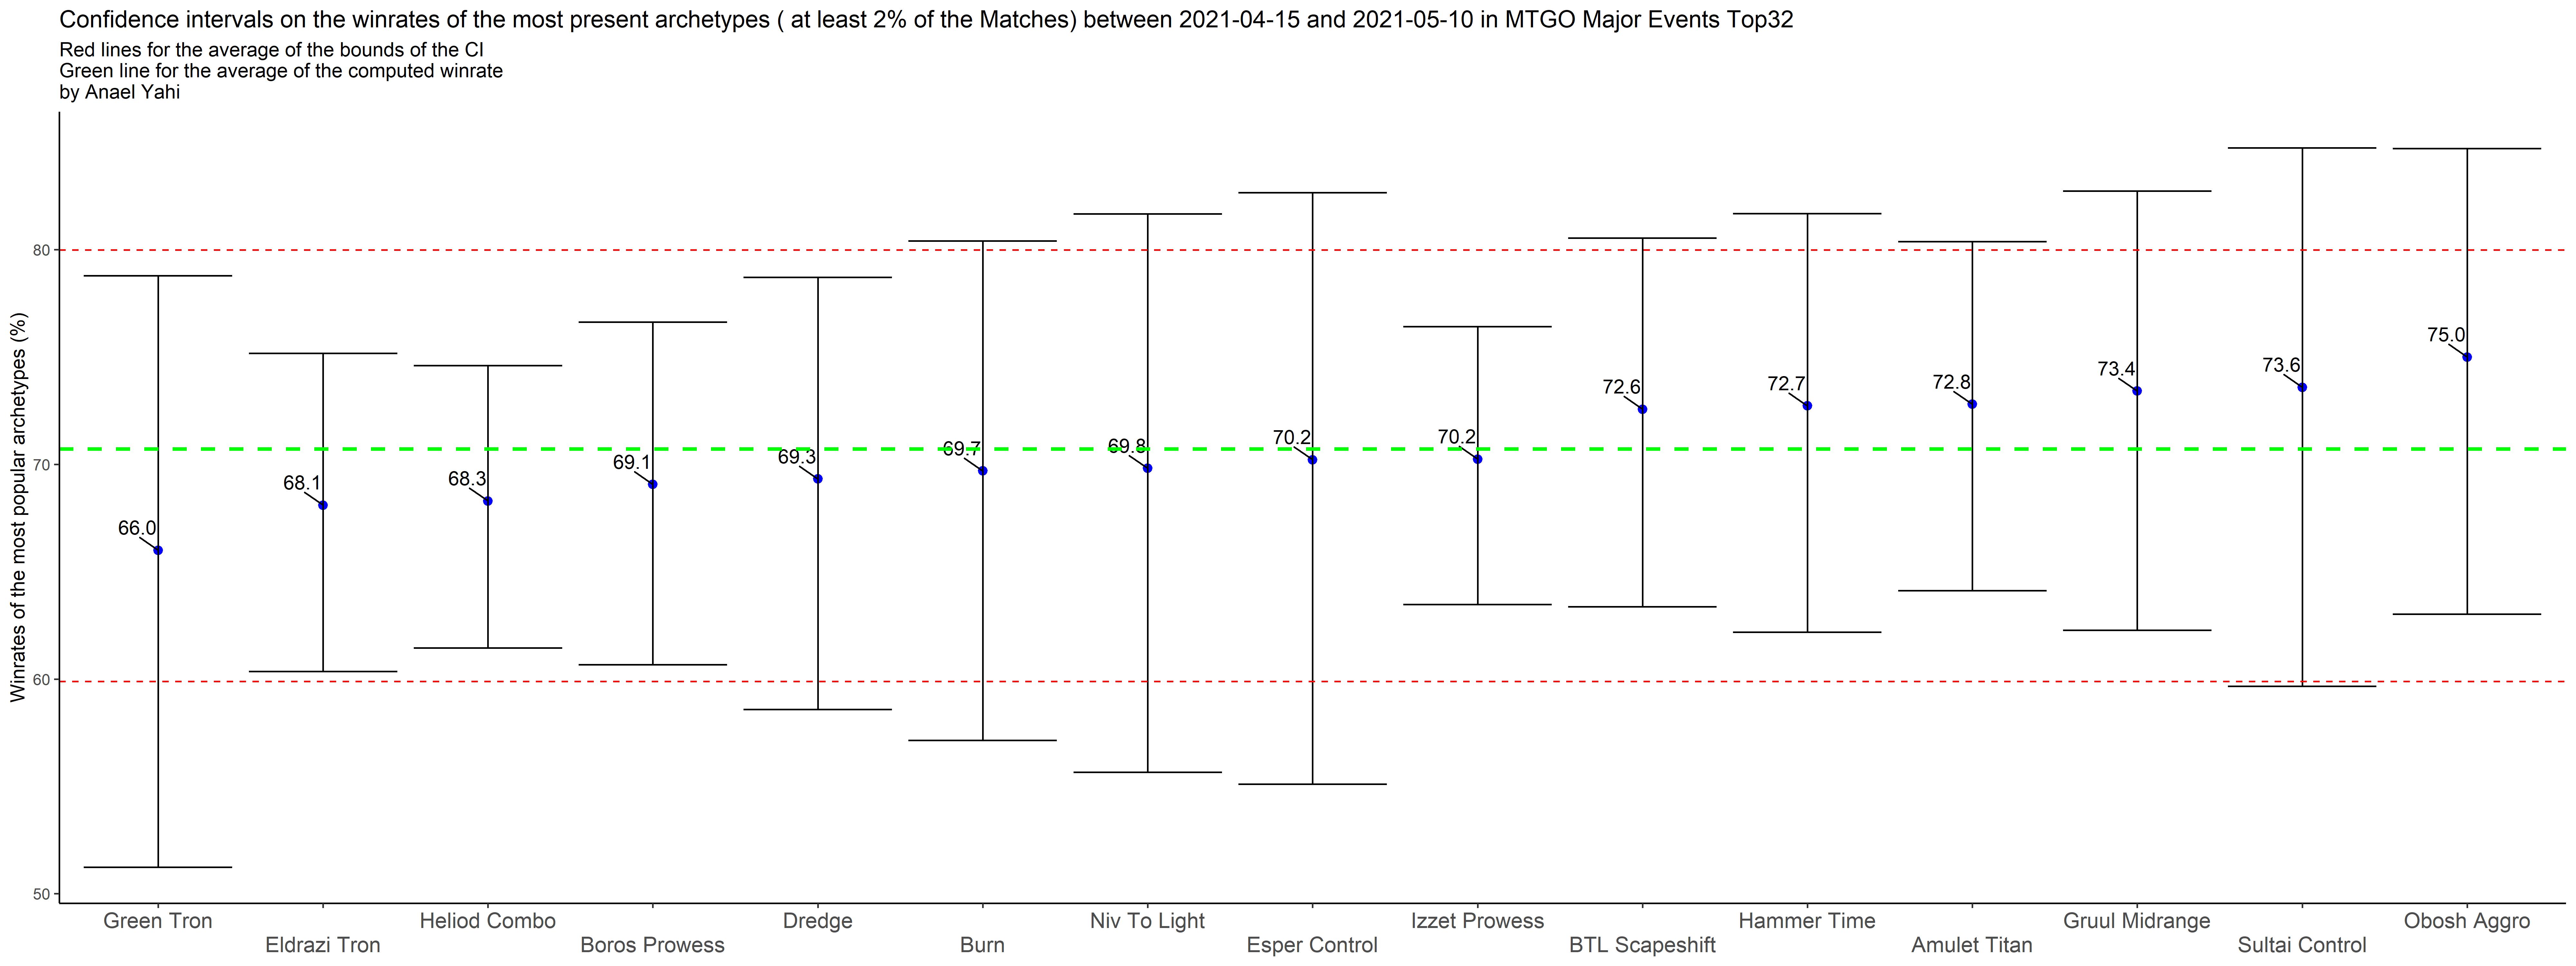 Confidence intervals on the winrates of the most present archetypes ( at least 2% of the Matches) between 2021-04-15 and 2021-05-10 in MTGO Major Events Top32
Red lines for the average of the bounds of the CI
Green line for the average of the computed winrate
by Anael Yahi
Winrates of the most popular archetypes (%)
80
70
60
50
66.0
68.1
68.3
69.1
69.3
69.7
69.8
70.2
70.2
72.6
72.7
72.8
73.4
73.6
75.0
Green Tron
Eldrazi Tron
Heliod Combo
Boros Prowess
Dredge
Burn
Niv To Light
Esper Control
Izzet Prowess
BTL Scapeshift
Hammer Time
Amulet Titan
Gruul Midrange
Sultai Control
Obosh Aggro